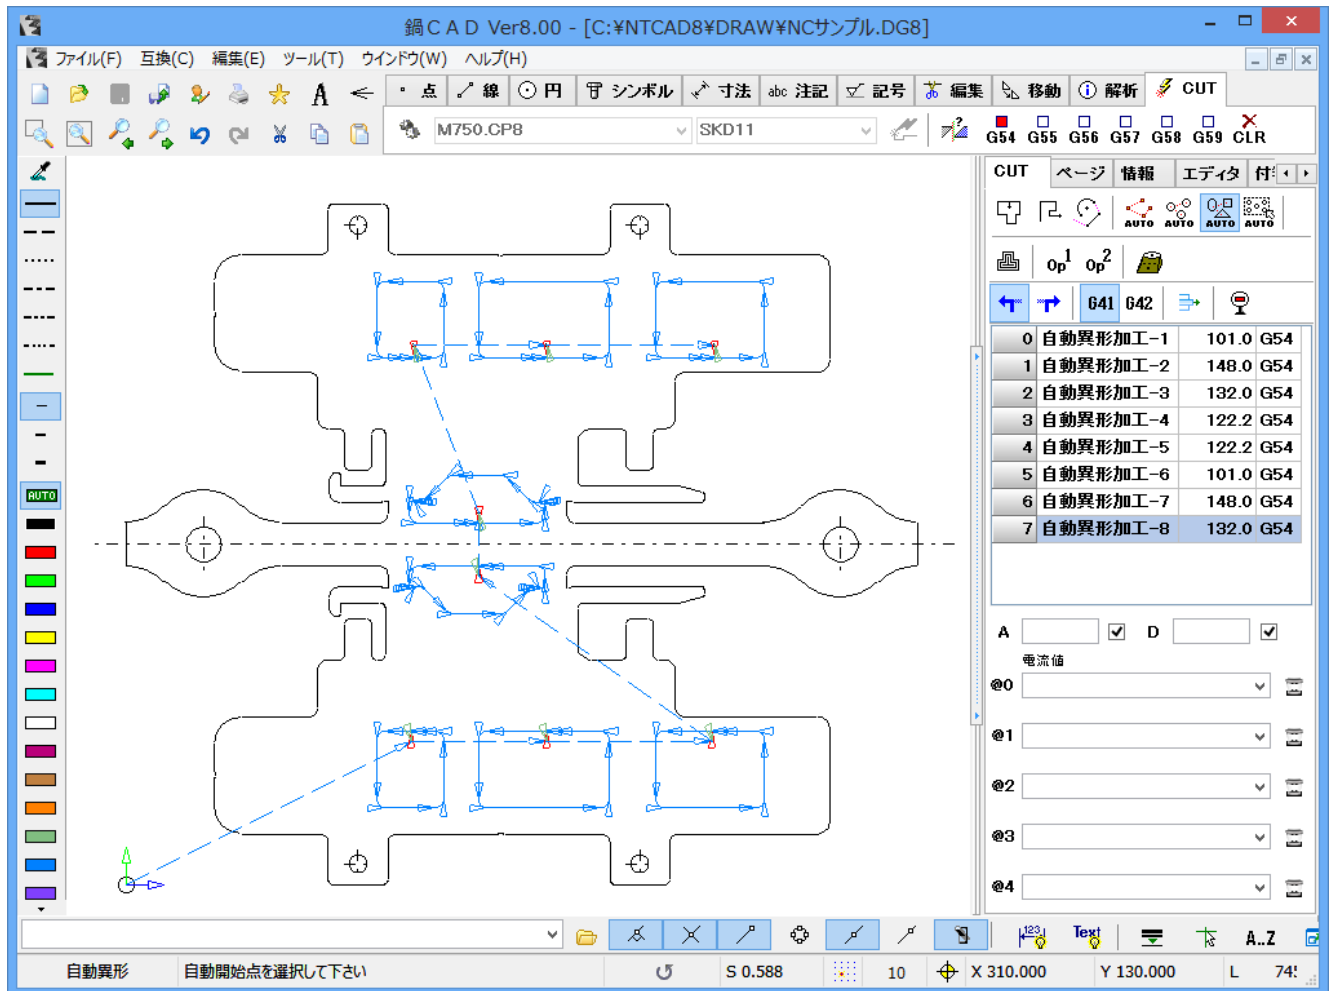 鍋CAD Ver8.00 - [C:¥NTCAD8¥DRAW¥NCサンプル.DG8]
ファイル(F) 互換(C) 編集(E) ツール(T) ウインドウ(W) ヘルプ(H)
点 線 円 シンボル 寸法 abc 注記 記号 編集 移動 解析 CUT
M750.CP8 SKD11 G54 G55 G56 G57 G58 G59 CLR
CUT ページ 情報 エディタ
AUTO AUTO AUTO AUTO
Op1 Op2
G41 G42
0 自動異形加工-1 101.0 G54
1 自動異形加工-2 148.0 G54
2 自動異形加工-3 132.0 G54
3 自動異形加工-4 122.2 G54
4 自動異形加工-5 122.2 G54
5 自動異形加工-6 101.0 G54
6 自動異形加工-7 148.0 G54
7 自動異形加工-8 132.0 G54
AUTO
A D
電流値
@0
@1
@2
@3
@4
123 Text A..Z
自動異形 自動開始点を選択して下さい S 0.588 10 X 310.000 Y 130.000 L